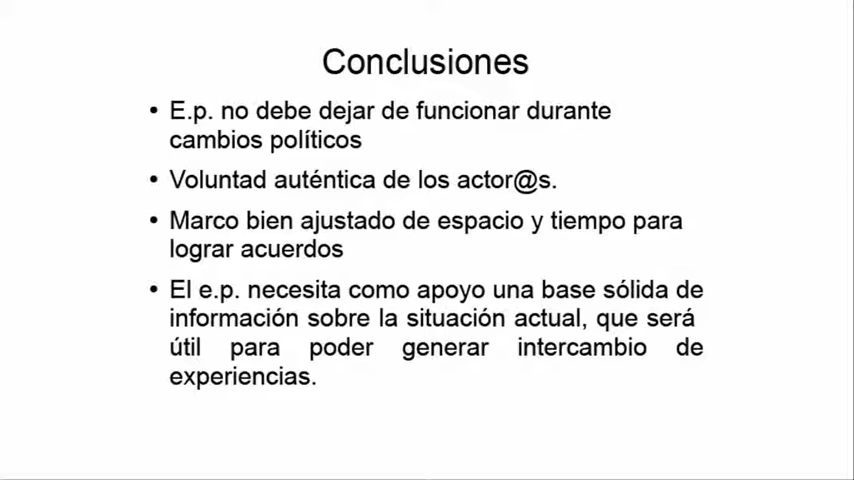 Conclusiones
• E.p. no debe dejar de funcionar durante
cambios políticos
• Voluntad auténtica de los actor@s.
• Marco bien ajustado de espacio y tiempo para
lograr acuerdos
• El e.p. necesita como apoyo una base sólida de
información sobre la situación actual, que será
útil para poder generar intercambio de
experiencias.